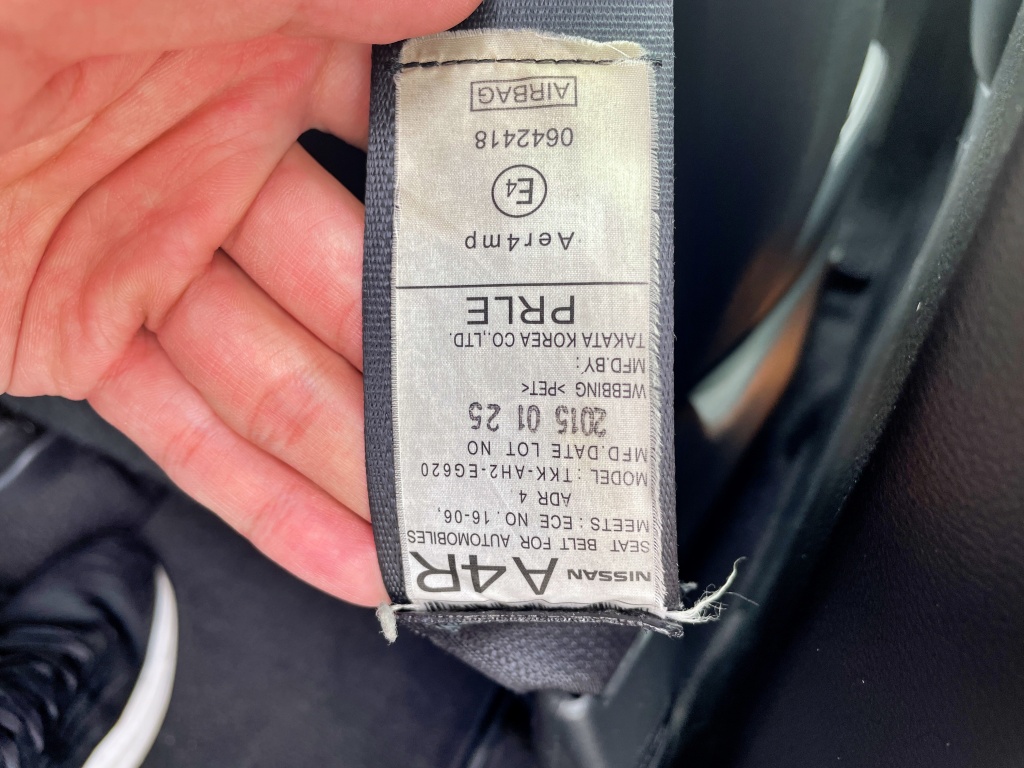 NISSAN A4R
SEAT BELT FOR AUTOMOBILES
MEETS : ECE NO. 16-06,
ADR 4
MODEL : TKK-AH2-EG620
MFD.DATE LOT NO
2015 01 25
WEBBING >PET<
MFD.BY:
TAKATA KOREA CO.,LTD.
PRLE
Aer4mp
E4
0642418
AIRBAG